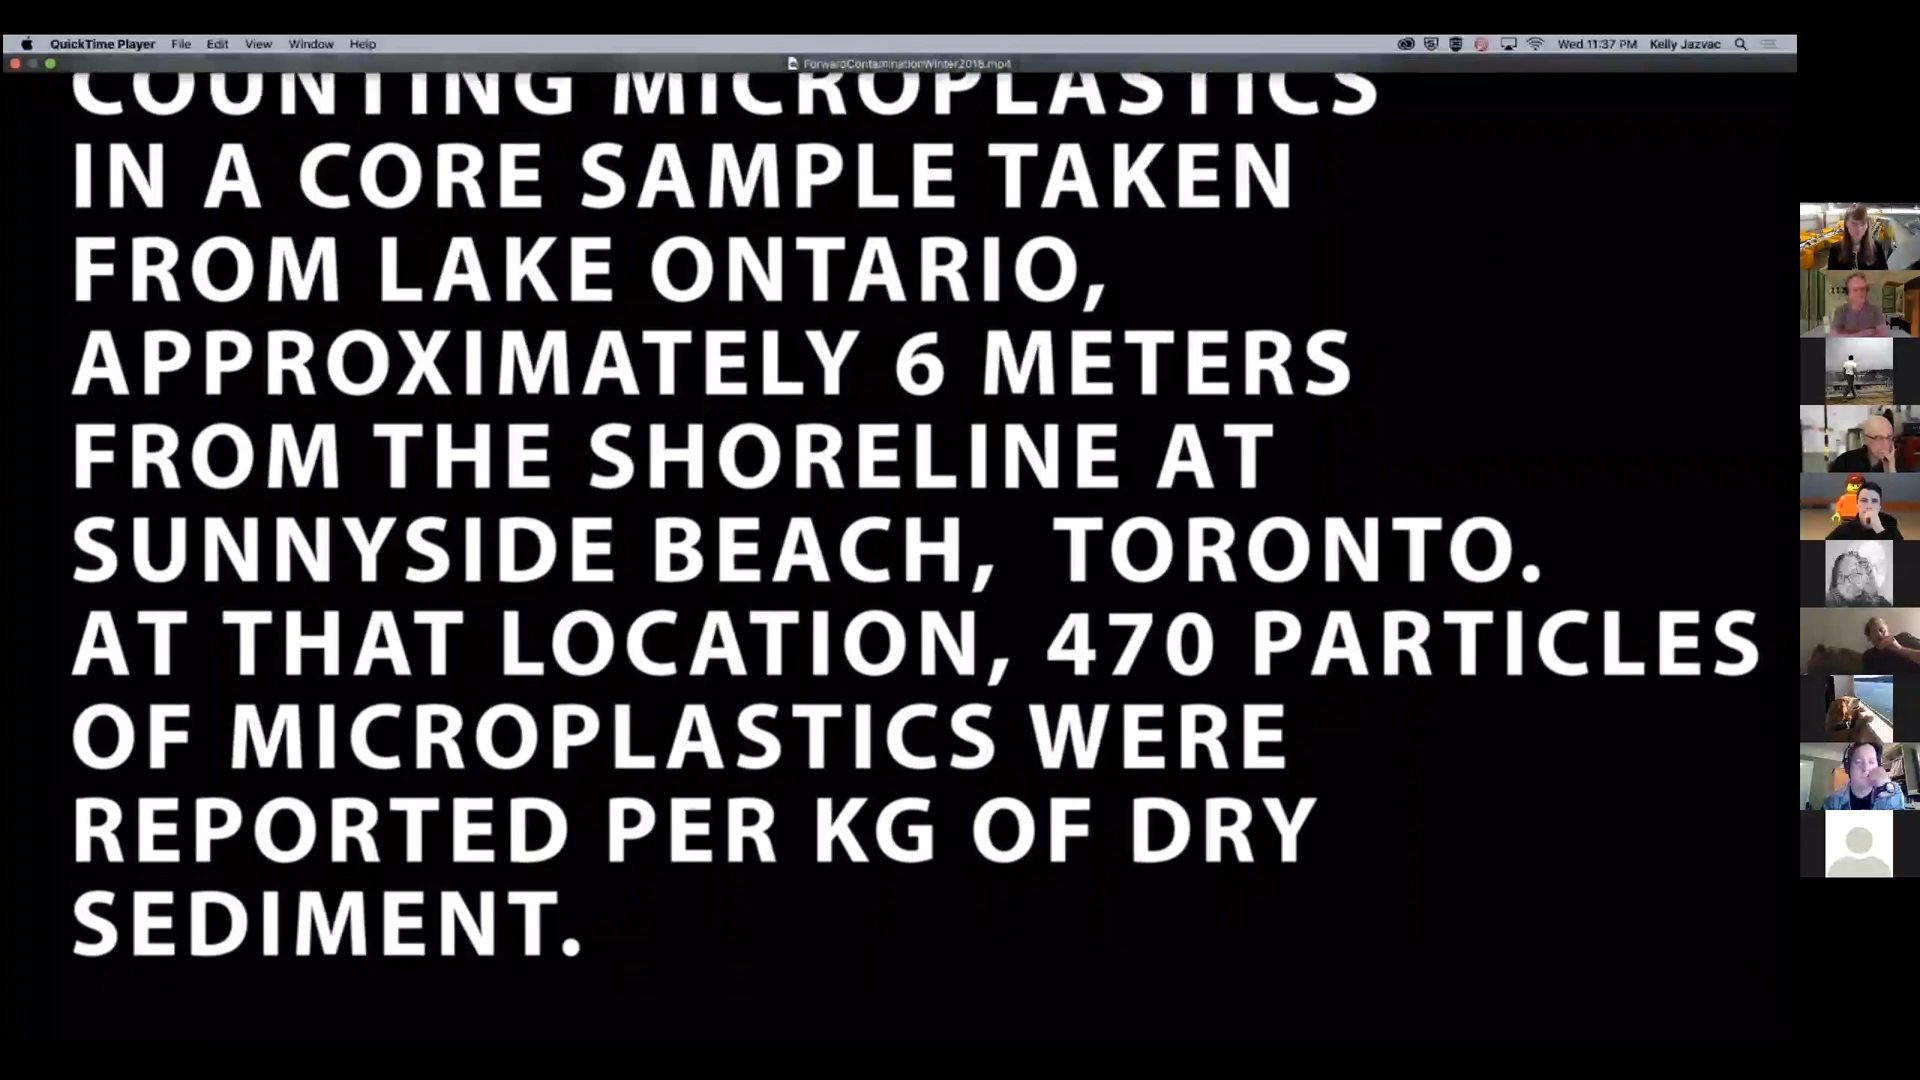 QuickTime Player File Edit View Window Help Wed 11:37 PM Kelly Jazvac
ForwardContaminationWinter2018.mp4
COUNTING MICROPLASTICS
IN A CORE SAMPLE TAKEN
FROM LAKE ONTARIO,
APPROXIMATELY 6 METERS
FROM THE SHORELINE AT
SUNNYSIDE BEACH, TORONTO.
AT THAT LOCATION, 470 PARTICLES
OF MICROPLASTICS WERE
REPORTED PER KG OF DRY
SEDIMENT.